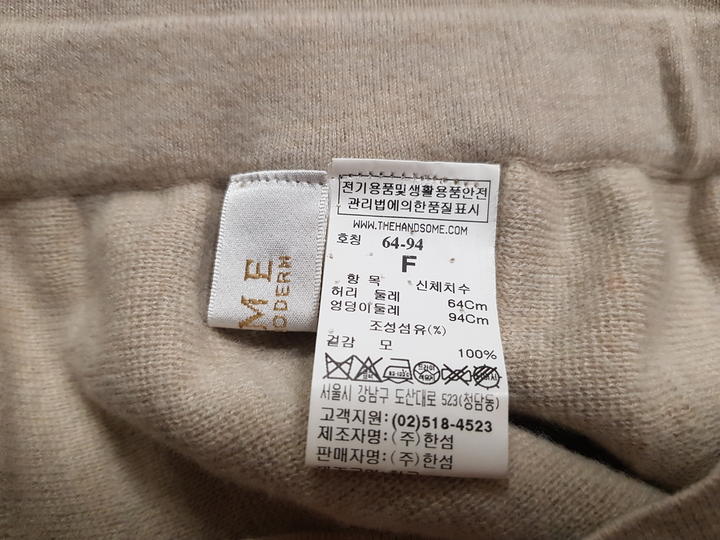 M E
ODERN
전기용품및생활용품안전
관리법에의한품질표시
WWW.THEHANDSOME.COM
호칭 64-94
F
항 목 신체치수
허리 둘레 64Cm
엉덩이둘레 94Cm
조성섬유(%)
겉감 모 100%
서울시 강남구 도산대로 523(청담동)
고객지원: (02)518-4523
제조자명: (주)한섬
판매자명: (주)한섬